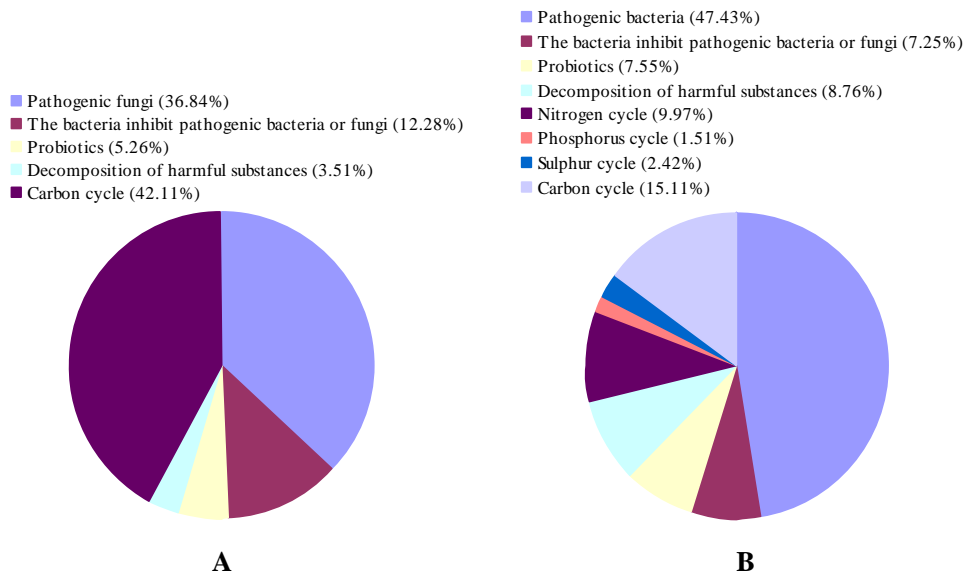 Pathogenic fungi (36.84%)
The bacteria inhibit pathogenic bacteria or fungi (12.28%)
Probiotics (5.26%)
Decomposition of harmful substances (3.51%)
Carbon cycle (42.11%)
A
Pathogenic bacteria (47.43%)
The bacteria inhibit pathogenic bacteria or fungi (7.25%)
Probiotics (7.55%)
Decomposition of harmful substances (8.76%)
Nitrogen cycle (9.97%)
Phosphorus cycle (1.51%)
Sulphur cycle (2.42%)
Carbon cycle (15.11%)
B